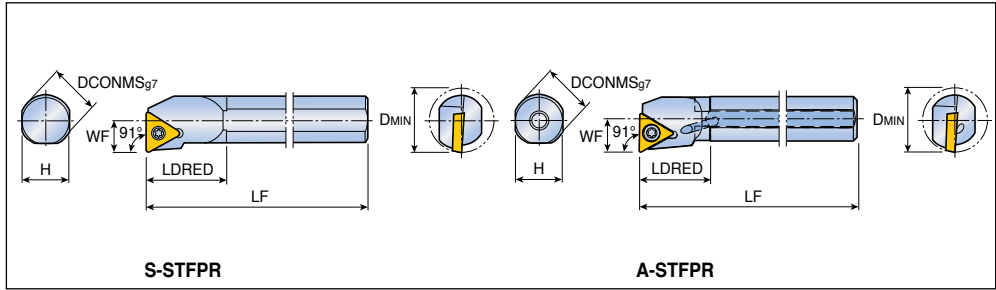 DCONMSg7
WF
91°
H
LDRED
LF
DMIN
S-STFPR
DCONMSg7
WF
91°
H
LDRED
LF
DMIN
A-STFPR